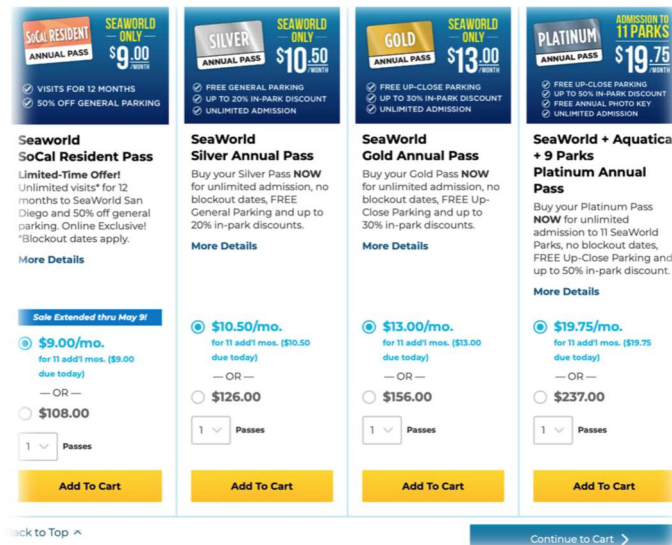 SoCal RESIDENT
ANNUAL PASS
SEAWORLD
ONLY
$9.00
/MONTH
VISITS FOR 12 MONTHS
50% OFF GENERAL PARKING
Seaworld
SoCal Resident Pass
Limited-Time Offer!
Unlimited visits* for 12
months to SeaWorld San
Diego and 50% off general
parking. Online Exclusive!
*Blockout dates apply.
More Details
Sale Extended thru May 9!
$9.00/mo.
for 11 add'l mos. ($9.00
due today)
— OR —
$108.00
1
Passes
Add To Cart
SILVER
ANNUAL PASS
SEAWORLD
ONLY
$10.50
/MONTH
FREE GENERAL PARKING
UP TO 20% IN-PARK DISCOUNT
UNLIMITED ADMISSION
SeaWorld
Silver Annual Pass
Buy your Silver Pass NOW
for unlimited admission, no
blockout dates, FREE
General Parking and up to
20% in-park discounts.
More Details
$10.50/mo.
for 11 add'l mos. ($10.50
due today)
— OR —
$126.00
1
Passes
Add To Cart
GOLD
ANNUAL PASS
SEAWORLD
ONLY
$13.00
/MONTH
FREE UP-CLOSE PARKING
UP TO 30% IN-PARK DISCOUNT
UNLIMITED ADMISSION
SeaWorld
Gold Annual Pass
Buy your Gold Pass NOW
for unlimited admission, no
blockout dates, FREE Up-
Close Parking and up to
30% in-park discounts.
More Details
$13.00/mo.
for 11 add'l mos. ($13.00
due today)
— OR —
$156.00
1
Passes
Add To Cart
PLATINUM
ANNUAL PASS
ADMISSION TO
11 PARKS
$19.75
/MONTH
FREE UP-CLOSE PARKING
UP TO 50% IN-PARK DISCOUNT
FREE ANNUAL PHOTO KEY
UNLIMITED ADMISSION
SeaWorld + Aquatica
+ 9 Parks
Platinum Annual
Pass
Buy your Platinum Pass
NOW for unlimited
admission to 11 SeaWorld
Parks, no blockout dates,
FREE Up-Close Parking and
up to 50% in-park discount.
More Details
$19.75/mo.
for 11 add'l mos. ($19.75
due today)
— OR —
$237.00
1
Passes
Add To Cart
Back to Top
Continue to Cart